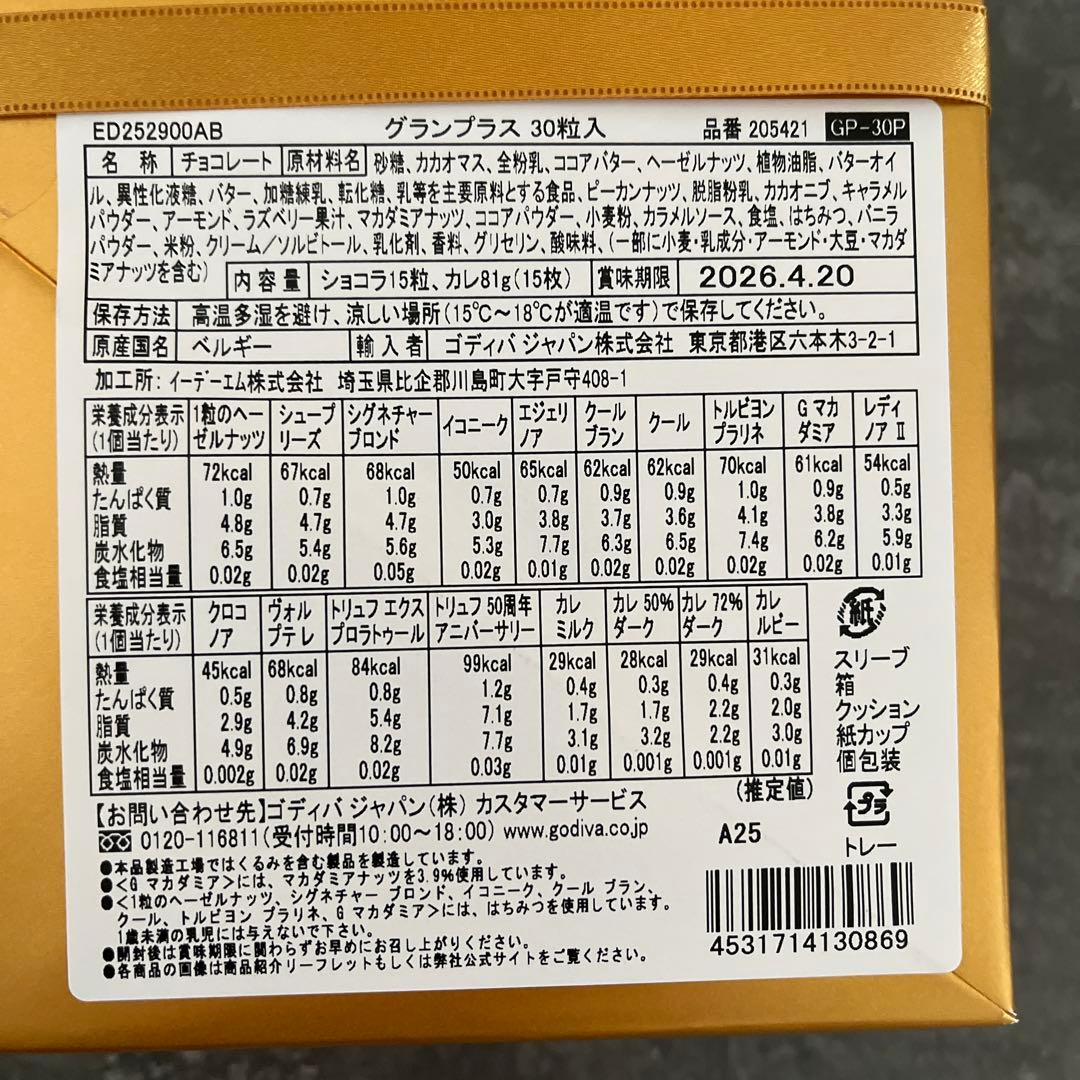 ED252900AB グランプラス 30粒入 品番 205421 GP-30P
名 称 チョコレート 原材料名 砂糖、カカオマス、全粉乳、ココアバター、ヘーゼルナッツ、植物油脂、バターオイ
ル、異性化液糖、バター、加糖練乳、転化糖、乳等を主要原料とする食品、ピーカンナッツ、脱脂粉乳、カカオニブ、キャラメル
パウダー、アーモンド、ラズベリー果汁、マカダミアナッツ、ココアパウダー、小麦粉、カラメルソース、食塩、はちみつ、バニラ
パウダー、米粉、クリーム／ソルビトール、乳化剤、香料、グリセリン、酸味料、(一部に小麦・乳成分・アーモンド・大豆・マカダ
ミアナッツを含む) 内容量 ショコラ15粒、カレ81g(15枚) 賞味期限 2026.4.20
保存方法 高温多湿を避け、涼しい場所(15℃～18℃が適温です)で保存してください。
原産国名 ベルギー 輸入者 ゴディバ ジャパン株式会社 東京都港区六本木3-2-1
加工所: イーデーエム株式会社 埼玉県比企郡川島町大字戸守408-1
栄養成分表示 1粒のヘー シュープ シグネチャー イコニーク エジェリ クール クール トルビヨン G マカ レディ
(1個当たり) ゼルナッツ リーズ ブロンド ノア ブラン プラリネ ダミア ノア Ⅱ
熱量 72kcal 67kcal 68kcal 50kcal 65kcal 62kcal 62kcal 70kcal 61kcal 54kcal
たんぱく質 1.0g 0.7g 1.0g 0.7g 0.7g 0.9g 0.9g 1.0g 0.9g 0.5g
脂質 4.8g 4.7g 4.7g 3.0g 3.8g 3.7g 3.6g 4.1g 3.8g 3.3g
炭水化物 6.5g 5.4g 5.6g 5.3g 7.7g 6.3g 6.5g 7.4g 6.2g 5.9g
食塩相当量 0.02g 0.02g 0.05g 0.02g 0.01g 0.02g 0.02g 0.02g 0.02g 0.01g
栄養成分表示 クロコ ヴォル トリュフ エクス トリュフ 50周年 カレ カレ 50% カレ 72% カレ
(1個当たり) ノア プテレ プロラトゥール アニバーサリー ミルク ダーク ダーク ルビー
熱量 45kcal 68kcal 84kcal 99kcal 29kcal 28kcal 29kcal 31kcal
たんぱく質 0.5g 0.8g 0.8g 1.2g 0.4g 0.3g 0.4g 0.3g
脂質 2.9g 4.2g 5.4g 7.1g 1.7g 1.7g 2.2g 2.0g
炭水化物 4.9g 6.9g 8.2g 7.7g 3.1g 3.2g 2.2g 3.0g
食塩相当量 0.002g 0.02g 0.02g 0.03g 0.01g 0.001g 0.001g 0.01g
(推定値)
紙
スリーブ
箱
クッション
紙カップ
個包装
プラ
トレー
【お問い合わせ先】ゴディバ ジャパン(株) カスタマーサービス
0120-116811(受付時間10:00～18:00) www.godiva.co.jp A25
●本品製造工場ではくるみを含む製品を製造しています。
●＜G マカダミア＞には、マカダミアナッツを3.9%使用しています。
●＜1粒のヘーゼルナッツ、シグネチャー ブロンド、イコニーク、クール ブラン、
クール、トルビヨン プラリネ、G マカダミア＞には、はちみつを使用しています。
1歳未満の乳児には与えないで下さい。
●開封後は賞味期限に関わらずお早めにお召し上がりください。
●各商品の画像は商品紹介リーフレットもしくは弊社公式サイトをご覧ください。
4531714130869